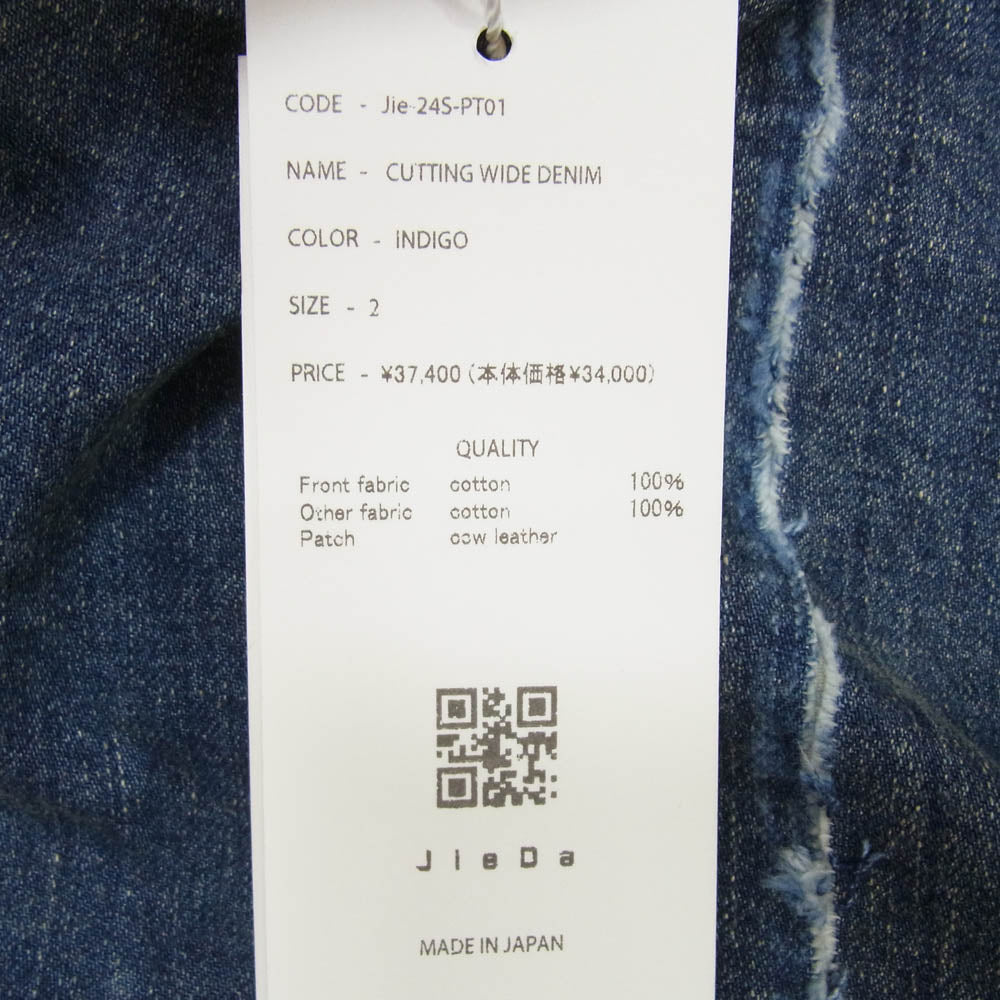 CODE - Jie-24S-PT01
NAME - CUTTING WIDE DENIM
COLOR - INDIGO
SIZE - 2
PRICE - ¥37,400 (本体価格¥34,000)
QUALITY
Front fabric cotton 100%
Other fabric cotton 100%
Patch cow leather
JieDa
MADE IN JAPAN